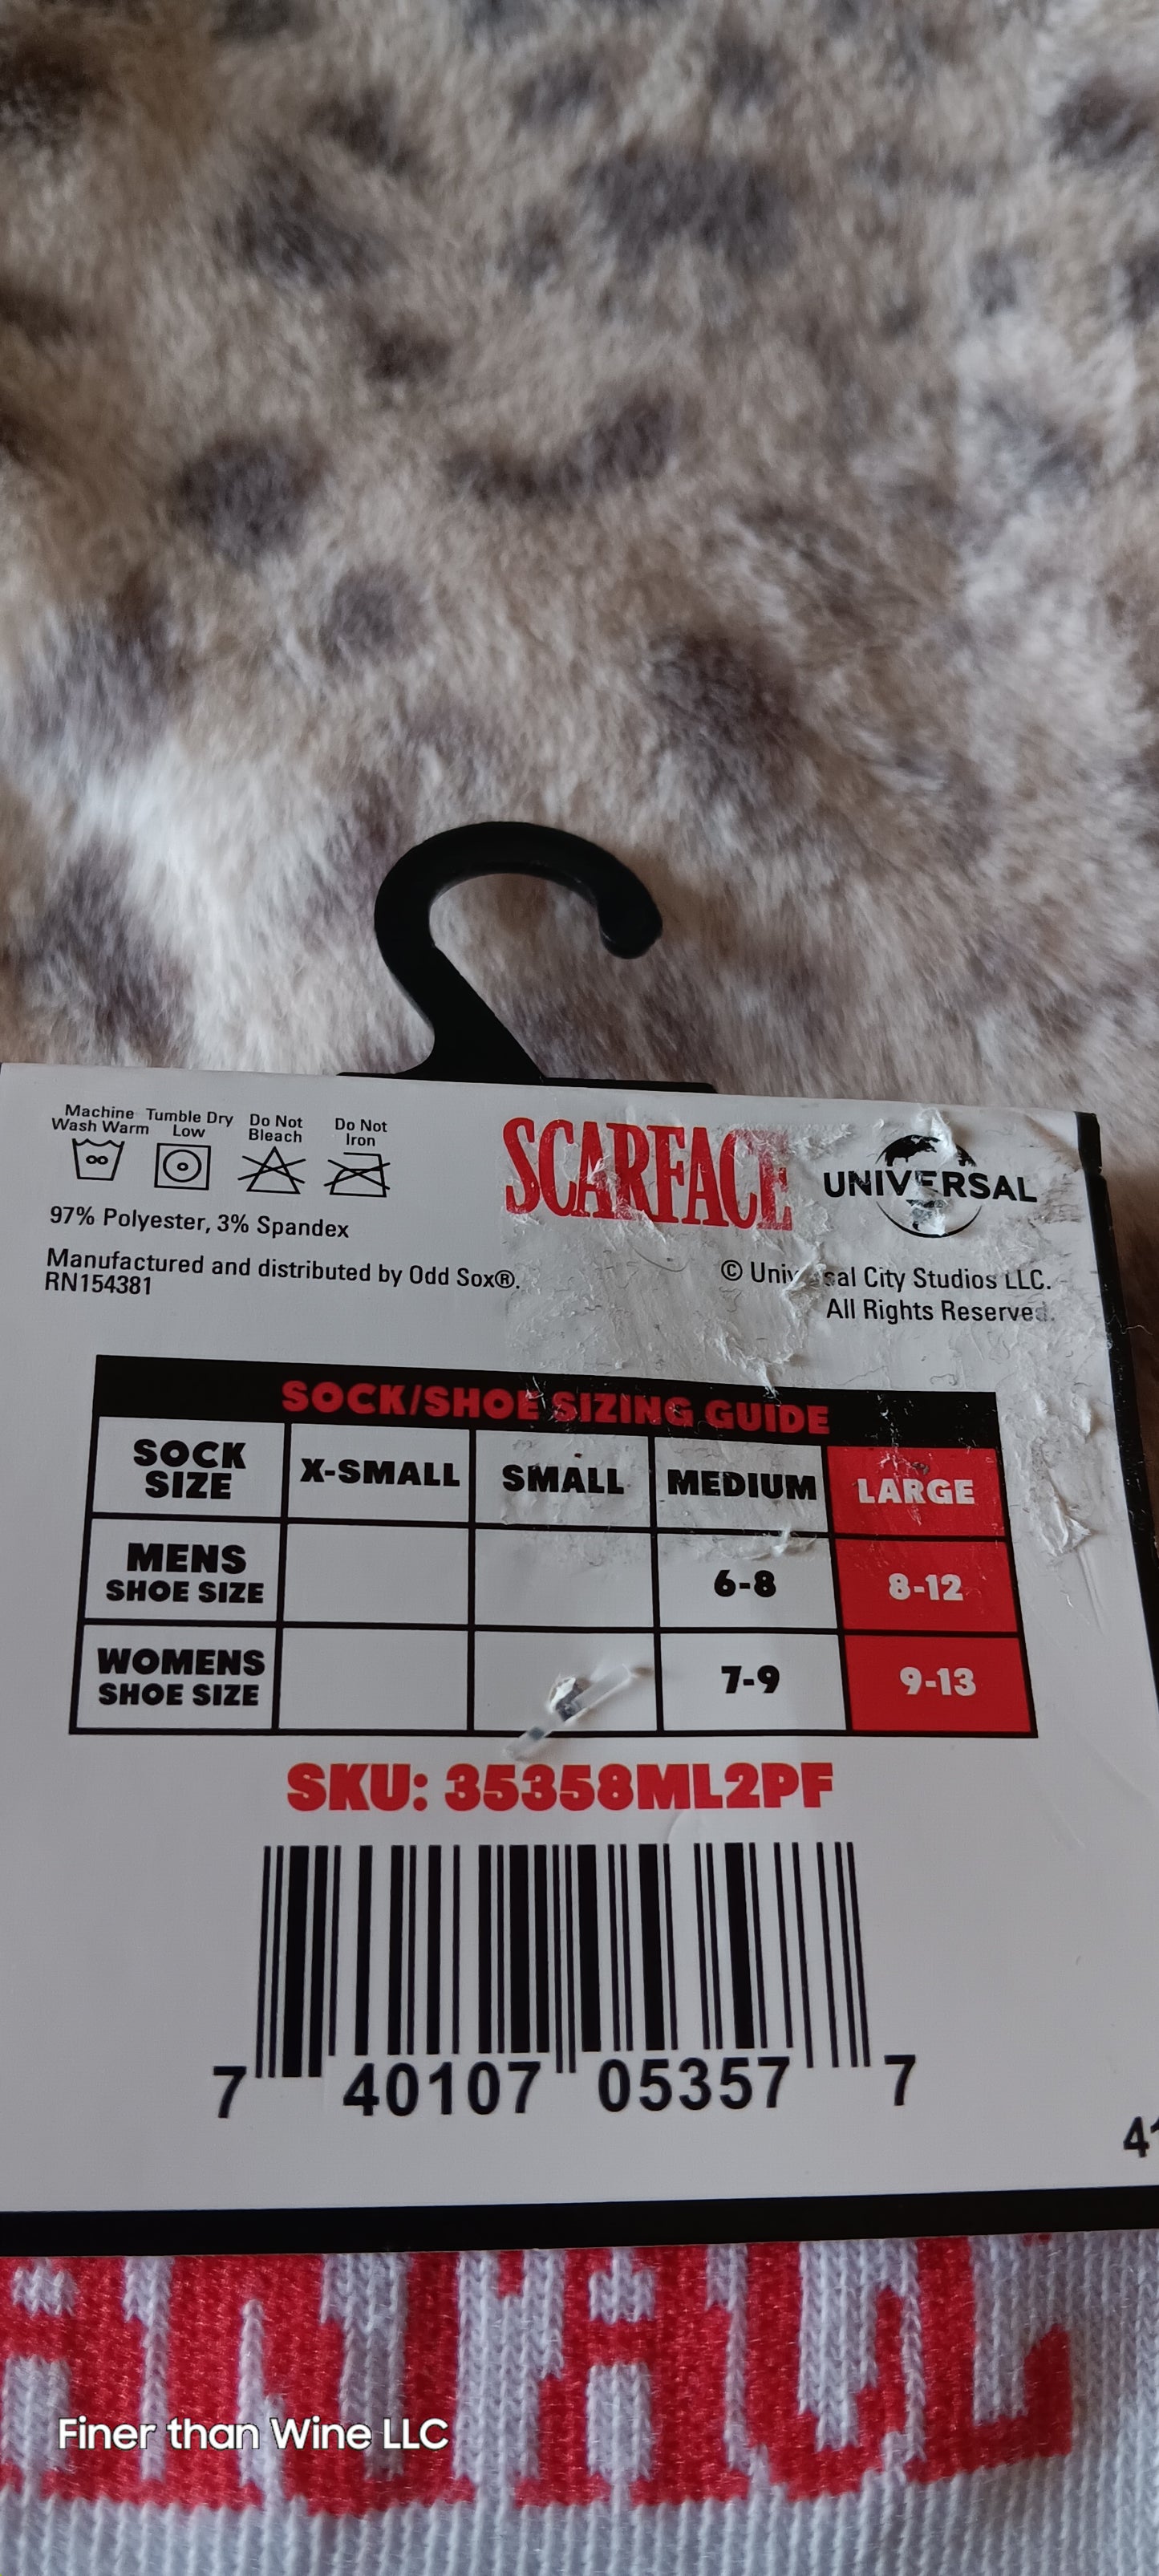 Machine Wash Warm
Tumble Dry Low
Do Not Bleach
Do Not Iron
97% Polyester, 3% Spandex
Manufactured and distributed by Odd Sox®.
RN154381
SCARFACE
UNIVERSAL
© Universal City Studios LLC.
All Rights Reserved.
SOCK/SHOE SIZING GUIDE
SOCK SIZE X-SMALL SMALL MEDIUM LARGE
MENS SHOE SIZE 6-8 8-12
WOMENS SHOE SIZE 7-9 9-13
SKU: 35358ML2PF
7 40107 05357 7
Finer than Wine LLC